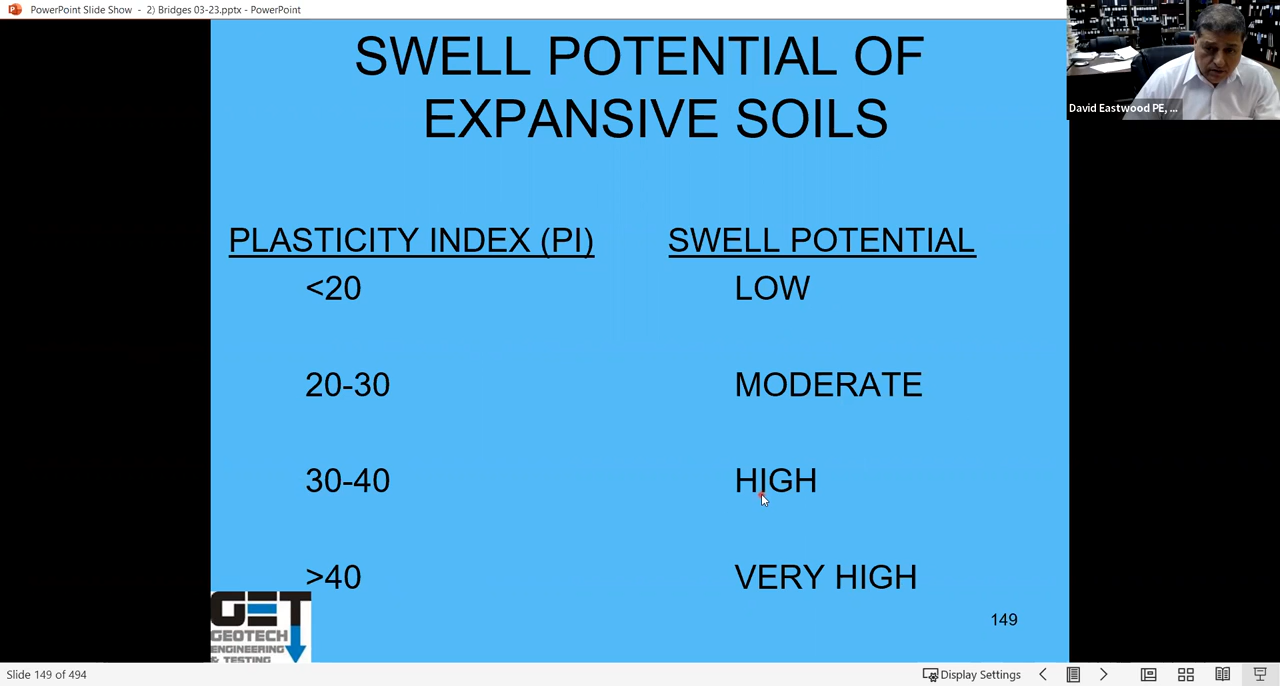 PowerPoint Slide Show - 2) Bridges 03-23.pptx - PowerPoint
David Eastwood PE, ...
SWELL POTENTIAL OF
EXPANSIVE SOILS
PLASTICITY INDEX (PI) SWELL POTENTIAL
<20 LOW
20-30 MODERATE
30-40 HIGH
>40 VERY HIGH
GET
GEOTECH
ENGINEERING
& TESTING
149
Slide 149 of 494
Display Settings